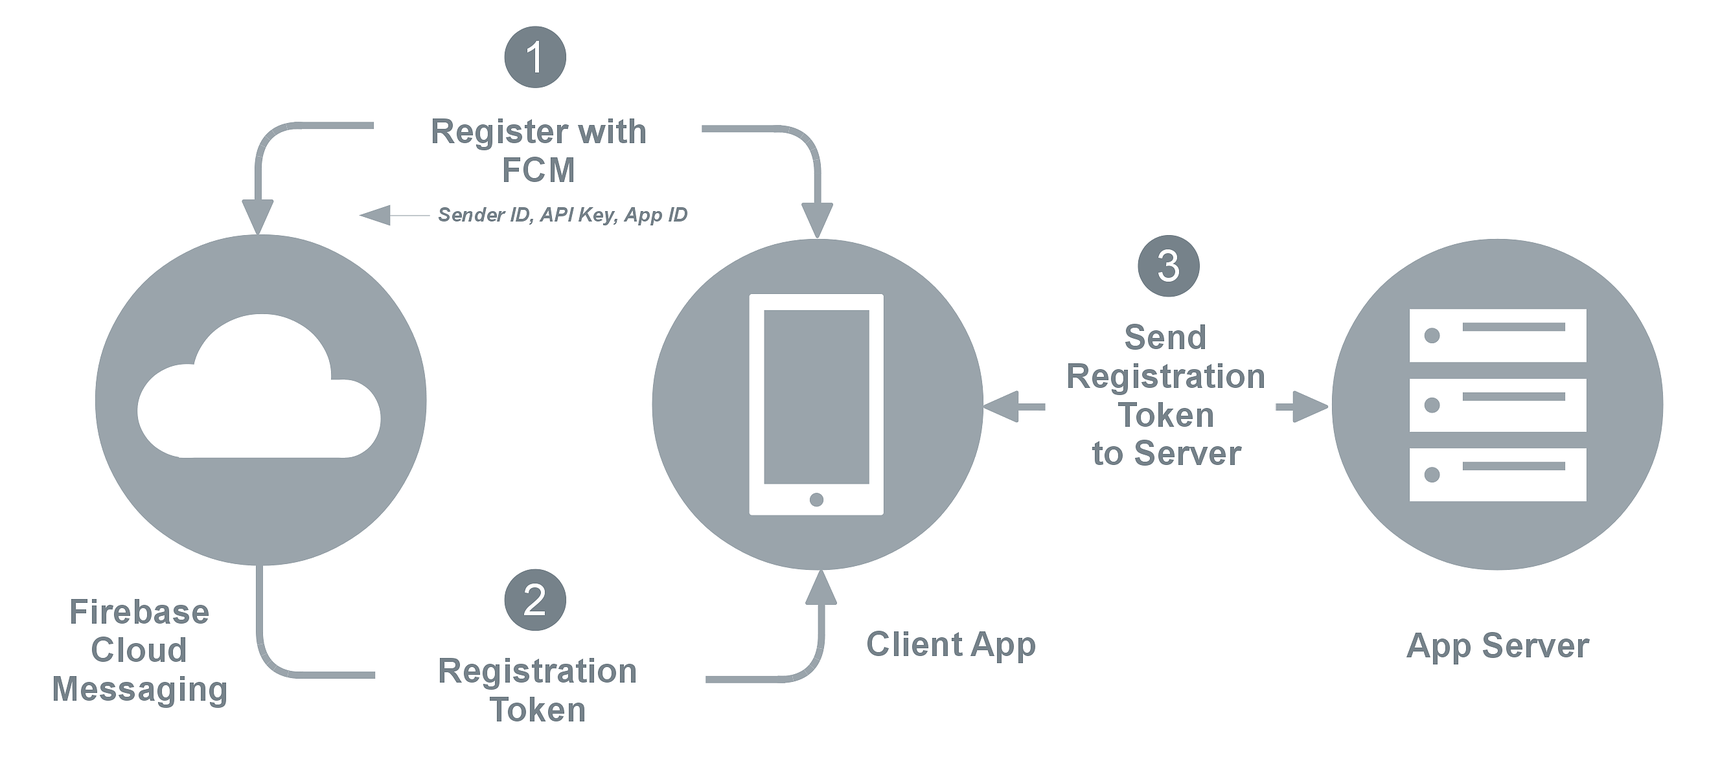 1
Register with
FCM
Sender ID, API Key, App ID
3
Send
Registration
Token
to Server
2
Registration
Token
Firebase
Cloud
Messaging
Client App
App Server